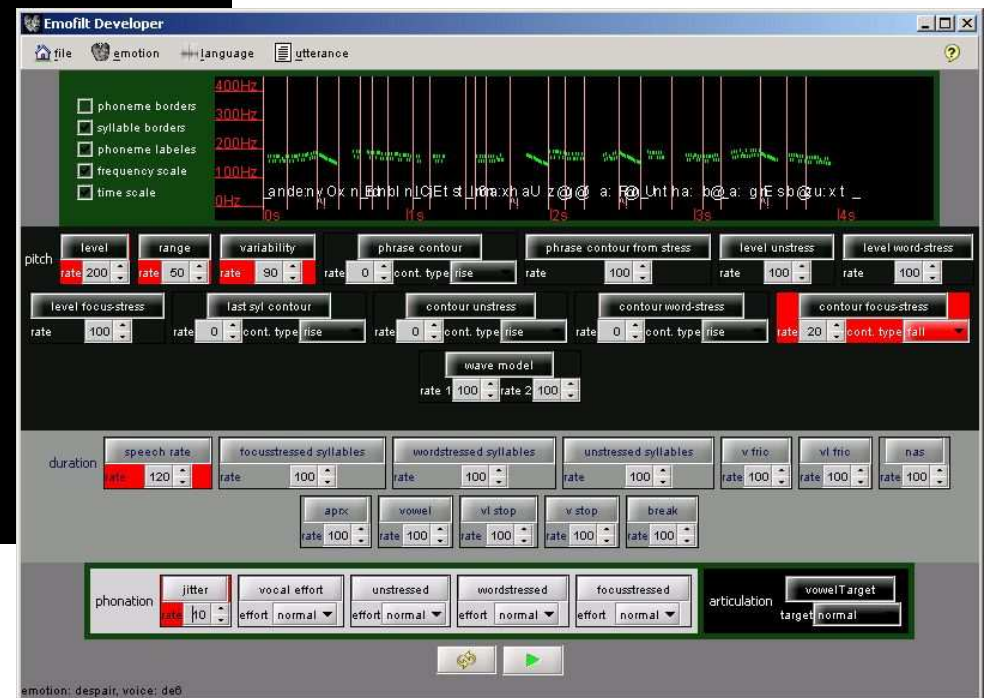 Emofilt Developer
file emotion language utterance
phoneme borders
syllable borders
phoneme labeles
frequency scale
time scale
400Hz
300Hz
200Hz
100Hz
0Hz
0s 1s 2s 3s 4s
pitch
level range variability phrase contour phrase contour from stress level unstress level word-stress
rate 200 rate 50 rate 90 rate 0 cont. type rise rate 100 rate 100 rate 100
level focus-stress last syl contour contour unstress contour word-stress contour focus-stress
rate 100 rate 0 cont. type rise rate 0 cont. type rise rate 0 cont. type rise rate 20 cont. type fall
wave model
rate 1 100 rate 2 100
duration
speech rate focusstressed syllables wordstressed syllables unstressed syllables v fric vl fric nas
rate 120 rate 100 rate 100 rate 100 rate 100 rate 100 rate 100
aprx vowel vl stop v stop break
rate 100 rate 100 rate 100 rate 100 rate 100
phonation
jitter vocal effort unstressed wordstressed focusstressed
rate 10 effort normal effort normal effort normal effort normal
articulation
vowelTarget
target normal
emotion: despair, voice: de6